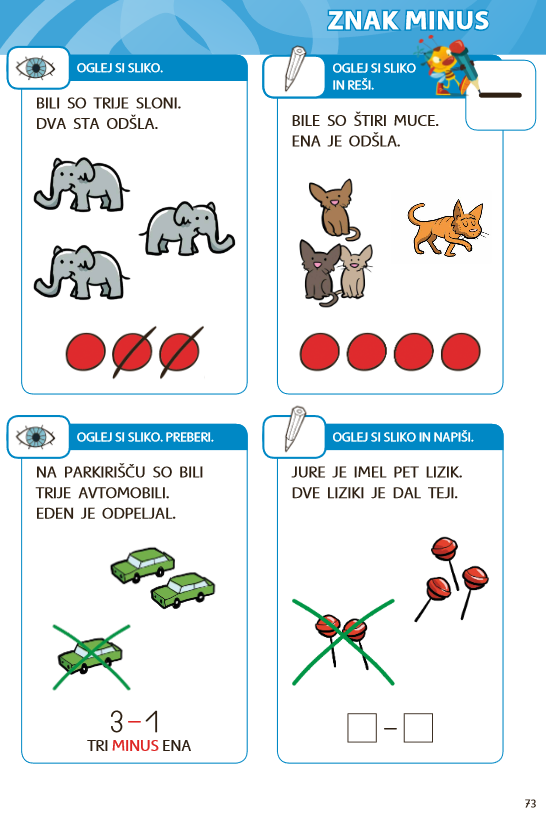 ZNAK MINUS
OGLEJ SI SLIKO.
BILI SO TRIJE SLONI.
DVA STA ODŠLA.
OGLEJ SI SLIKO
IN REŠI.
BILE SO ŠTIRI MUCE.
ENA JE ODŠLA.
OGLEJ SI SLIKO. PREBERI.
NA PARKIRIŠČU SO BILI
TRIJE AVTOMOBILI.
EDEN JE ODPELJAL.
3 – 1
TRI MINUS ENA
OGLEJ SI SLIKO IN NAPIŠI.
JURE JE IMEL PET LIZIK.
DVE LIZIKI JE DAL TEJI.
–
73